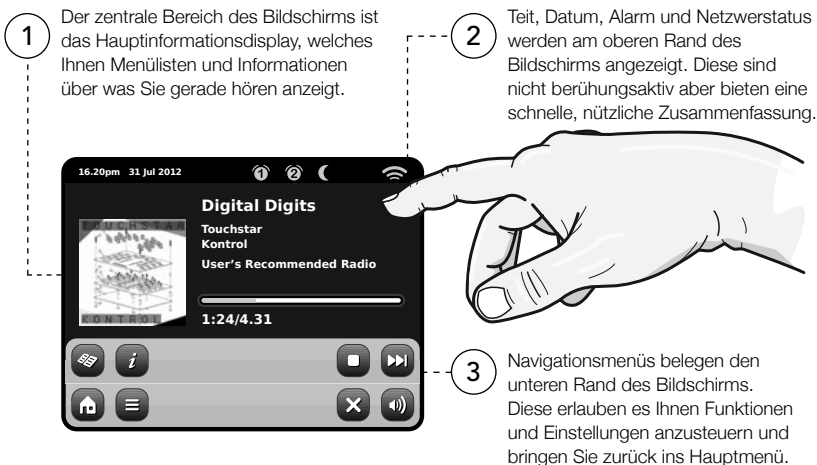 1
Der zentrale Bereich des Bildschirms ist
das Hauptinformationsdisplay, welches
Ihnen Menülisten und Informationen
über was Sie gerade hören anzeigt.
2
Teit, Datum, Alarm und Netzwerstatus
werden am oberen Rand des
Bildschirms angezeigt. Diese sind
nicht berühungsaktiv aber bieten eine
schnelle, nützliche Zusammenfassung.
16.20pm 31 Jul 2012
1 2
Digital Digits
Touchstar
Kontrol
User's Recommended Radio
1:24/4.31
TOUCHSTAR
KONTROL
i
3
Navigationsmenüs belegen den
unteren Rand des Bildschirms.
Diese erlauben es Ihnen Funktionen
und Einstellungen anzusteuern und
bringen Sie zurück ins Hauptmenü.